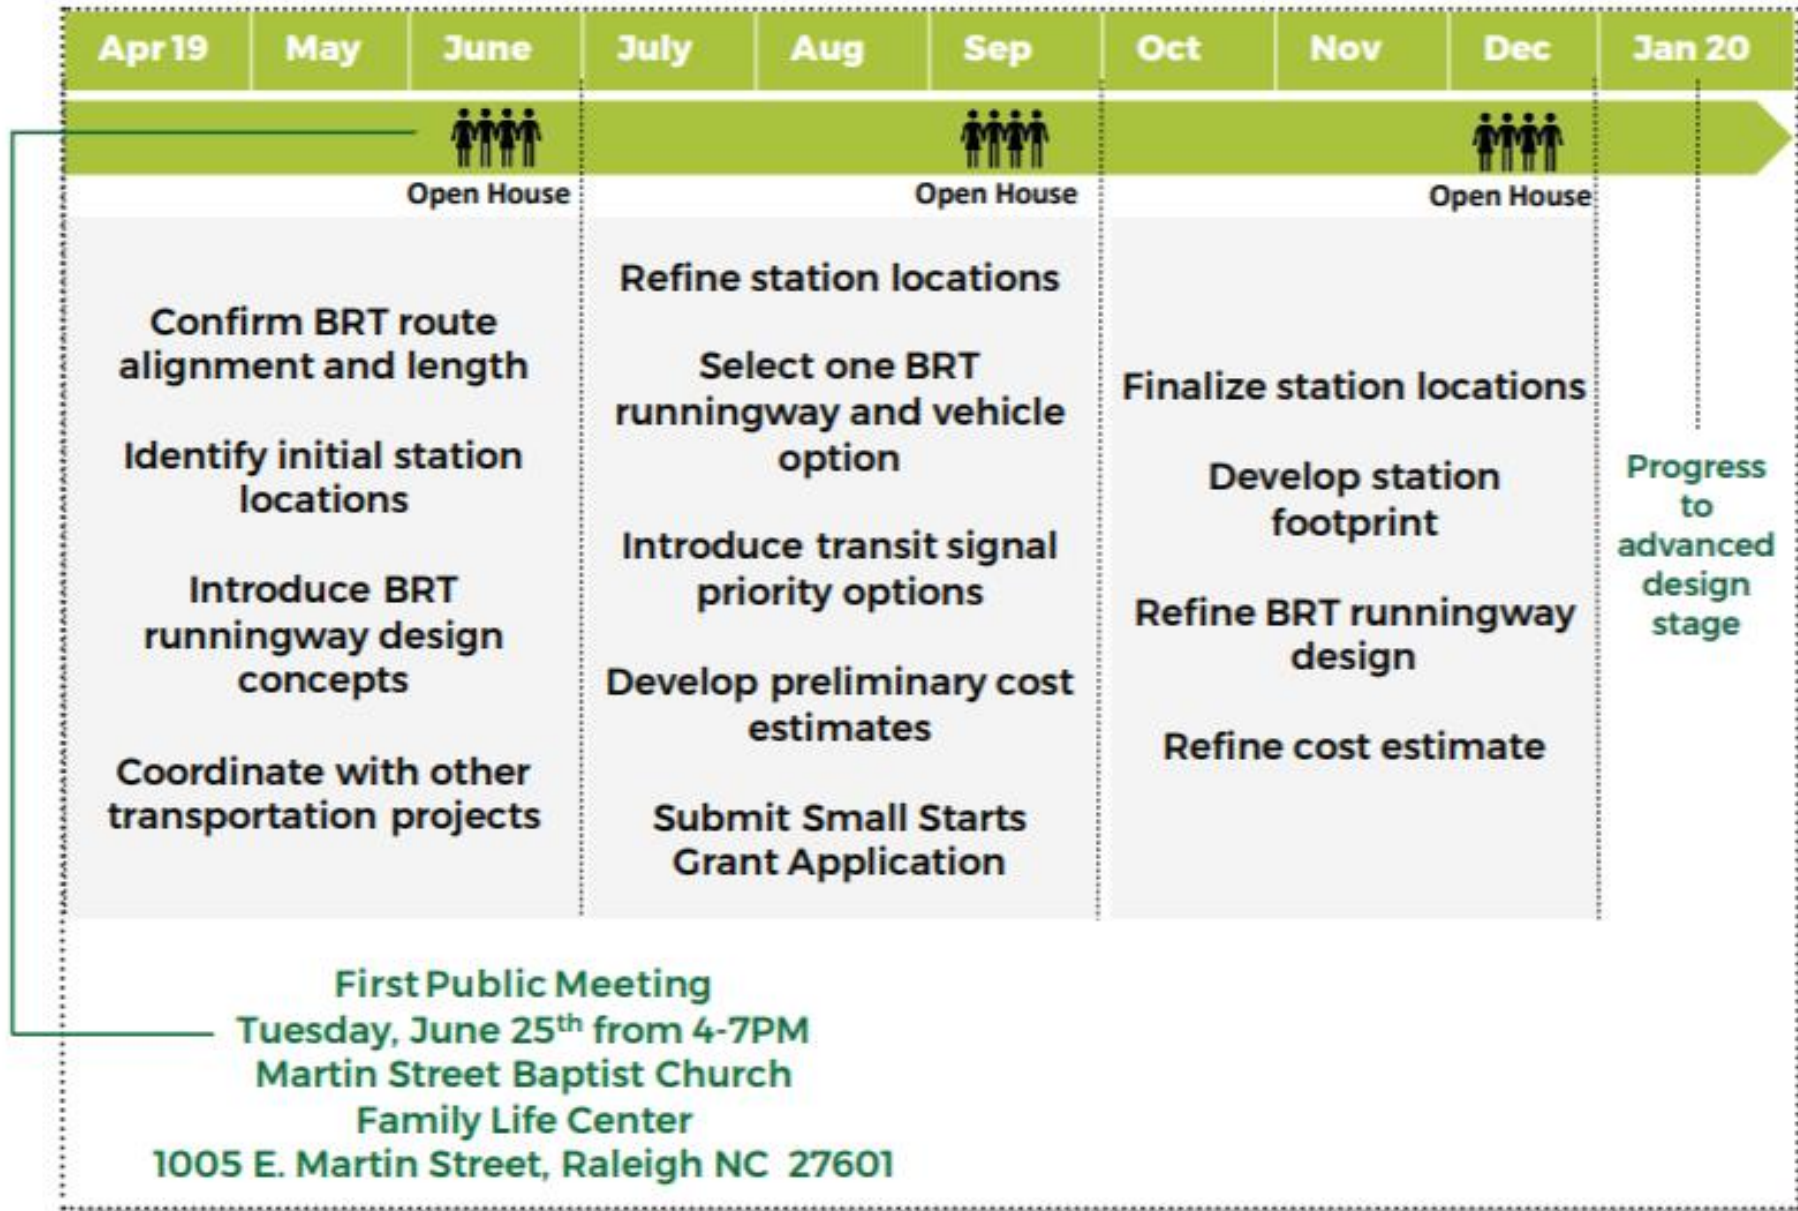 Apr 19 May June July Aug Sep Oct Nov Dec Jan 20
Open House Open House Open House
Confirm BRT route
alignment and length
Identify initial station
locations
Introduce BRT
runningway design
concepts
Coordinate with other
transportation projects
Refine station locations
Select one BRT
runningway and vehicle
option
Introduce transit signal
priority options
Develop preliminary cost
estimates
Submit Small Starts
Grant Application
Finalize station locations
Develop station
footprint
Refine BRT runningway
design
Refine cost estimate
Progress
to
advanced
design
stage
First Public Meeting
Tuesday, June 25th from 4-7PM
Martin Street Baptist Church
Family Life Center
1005 E. Martin Street, Raleigh NC 27601